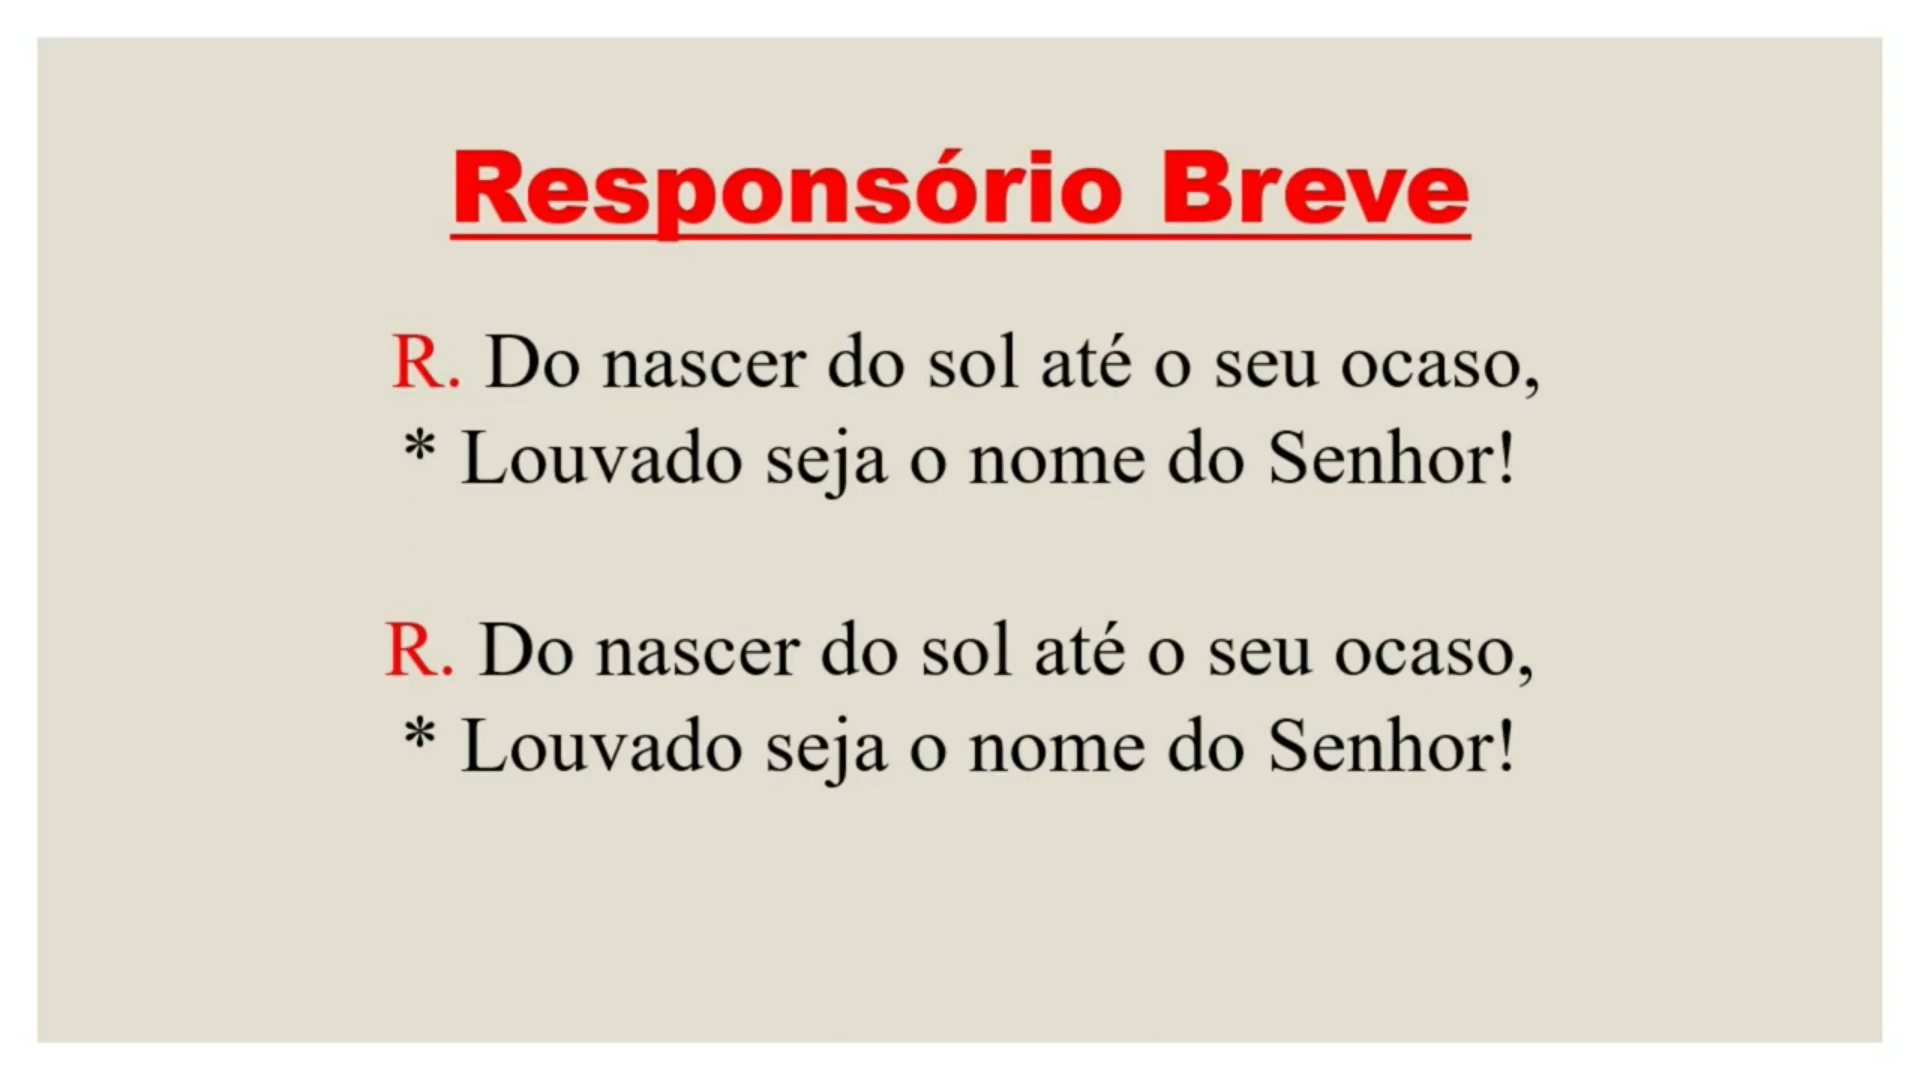 Responsório Breve
R. Do nascer do sol até o seu ocaso,
* Louvado seja o nome do Senhor!
R. Do nascer do sol até o seu ocaso,
* Louvado seja o nome do Senhor!